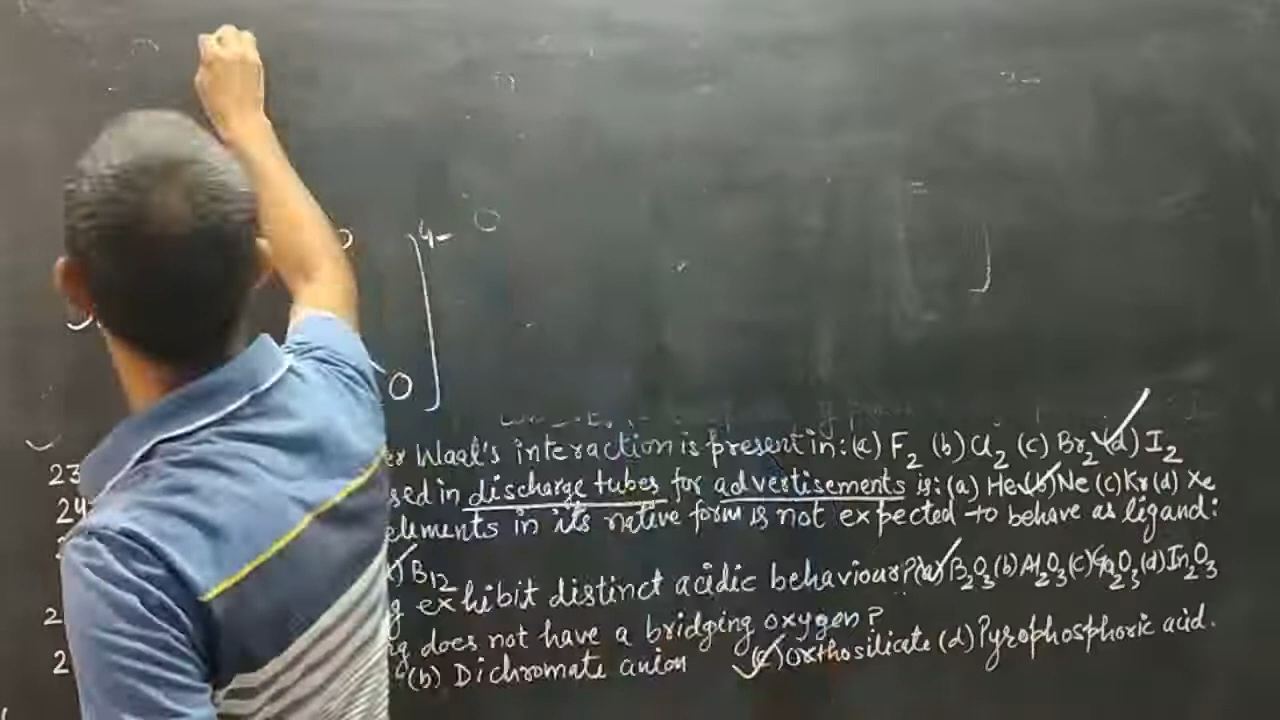 O ] 4- O ]
O
23 er Waal's interaction is present in: (a) F2 (b) Cl2 (c) Br2 (d) I2
24 sed in discharge tubes for advertisements is: (a) He (b) Ne (c) Kr (d) Xe
elements in its native form is not expected to behave as ligand:
) B12
2 g exhibit distinct acidic behaviour? (a) B2O3 (b) Al2O3 (c) Ga2O3 (d) In2O3
2 ng does not have a bridging oxygen?
(b) Dichromate anion (c) Orthosilicate (d) Pyrophosphoric acid.